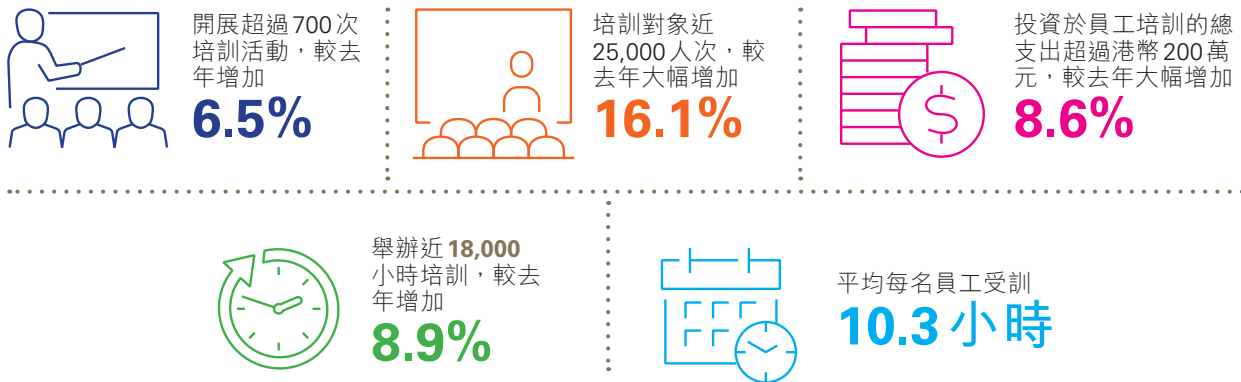 開展超過700次
培訓活動，較去
年增加
6.5%
培訓對象近
25,000人次，較
去年大幅增加
16.1%
投資於員工培訓的總
支出超過港幣200萬
元，較去年大幅增加
8.6%
舉辦近18,000
小時培訓，較去
年增加
8.9%
平均每名員工受訓
10.3小時